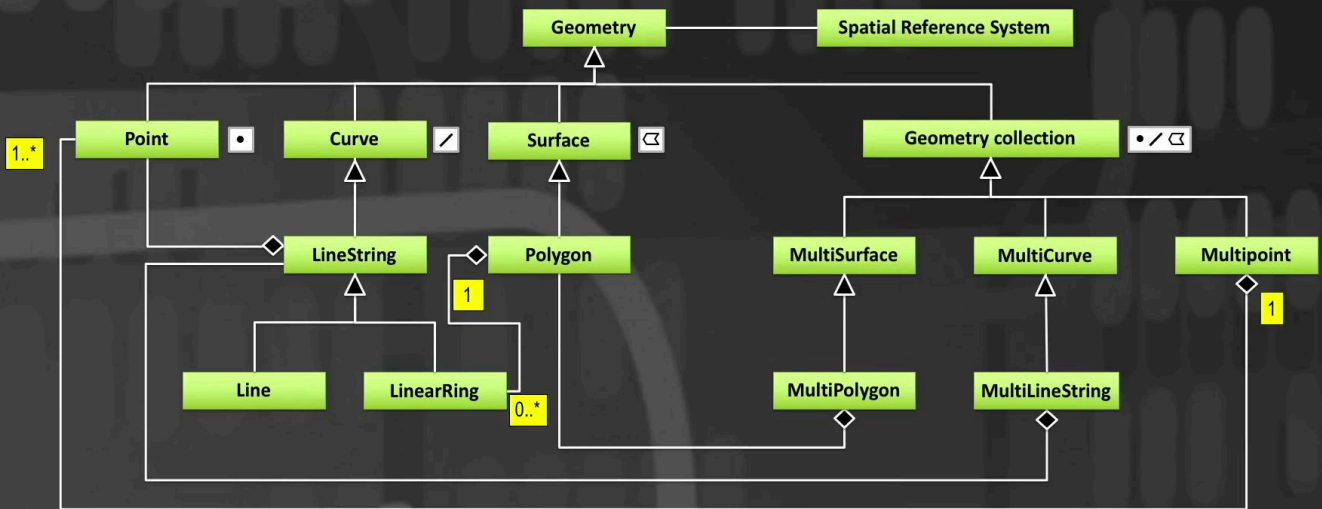 Geometry
Spatial Reference System
1..*
Point
Curve
Surface
Geometry collection
LineString
Polygon
MultiSurface
MultiCurve
Multipoint
1
1
Line
LinearRing
0..*
MultiPolygon
MultiLineString